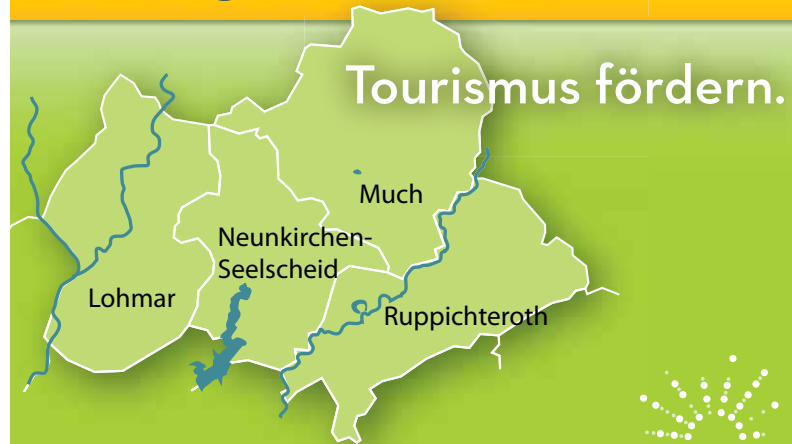 Tourismus fördern.
Much
Neunkirchen-
Seelscheid
Lohmar
Ruppichteroth